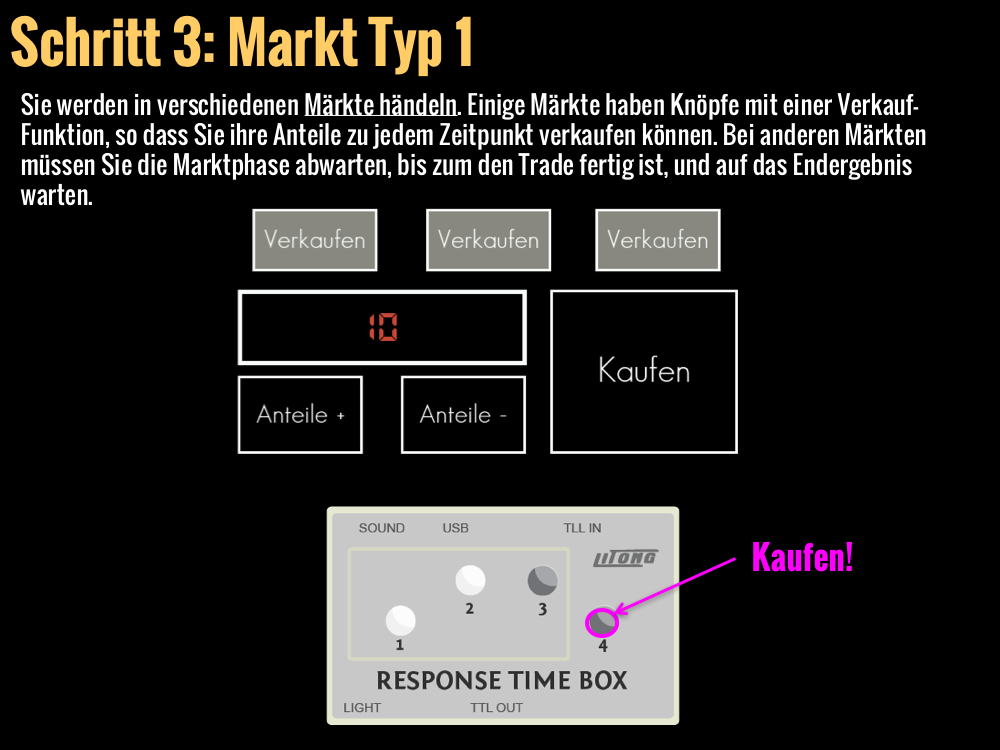 Schritt 3: Markt Typ 1
Sie werden in verschiedenen Märkte händeln. Einige Märkte haben Knöpfe mit einer Verkauf-
Funktion, so dass Sie ihre Anteile zu jedem Zeitpunkt verkaufen können. Bei anderen Märkten
müssen Sie die Marktphase abwarten, bis zum den Trade fertig ist, und auf das Endergebnis
warten.
Verkaufen Verkaufen Verkaufen
10
Kaufen
Anteile + Anteile -
SOUND USB TLL IN
LITONG
Kaufen!
2 3
1 4
RESPONSE TIME BOX
LIGHT TTL OUT